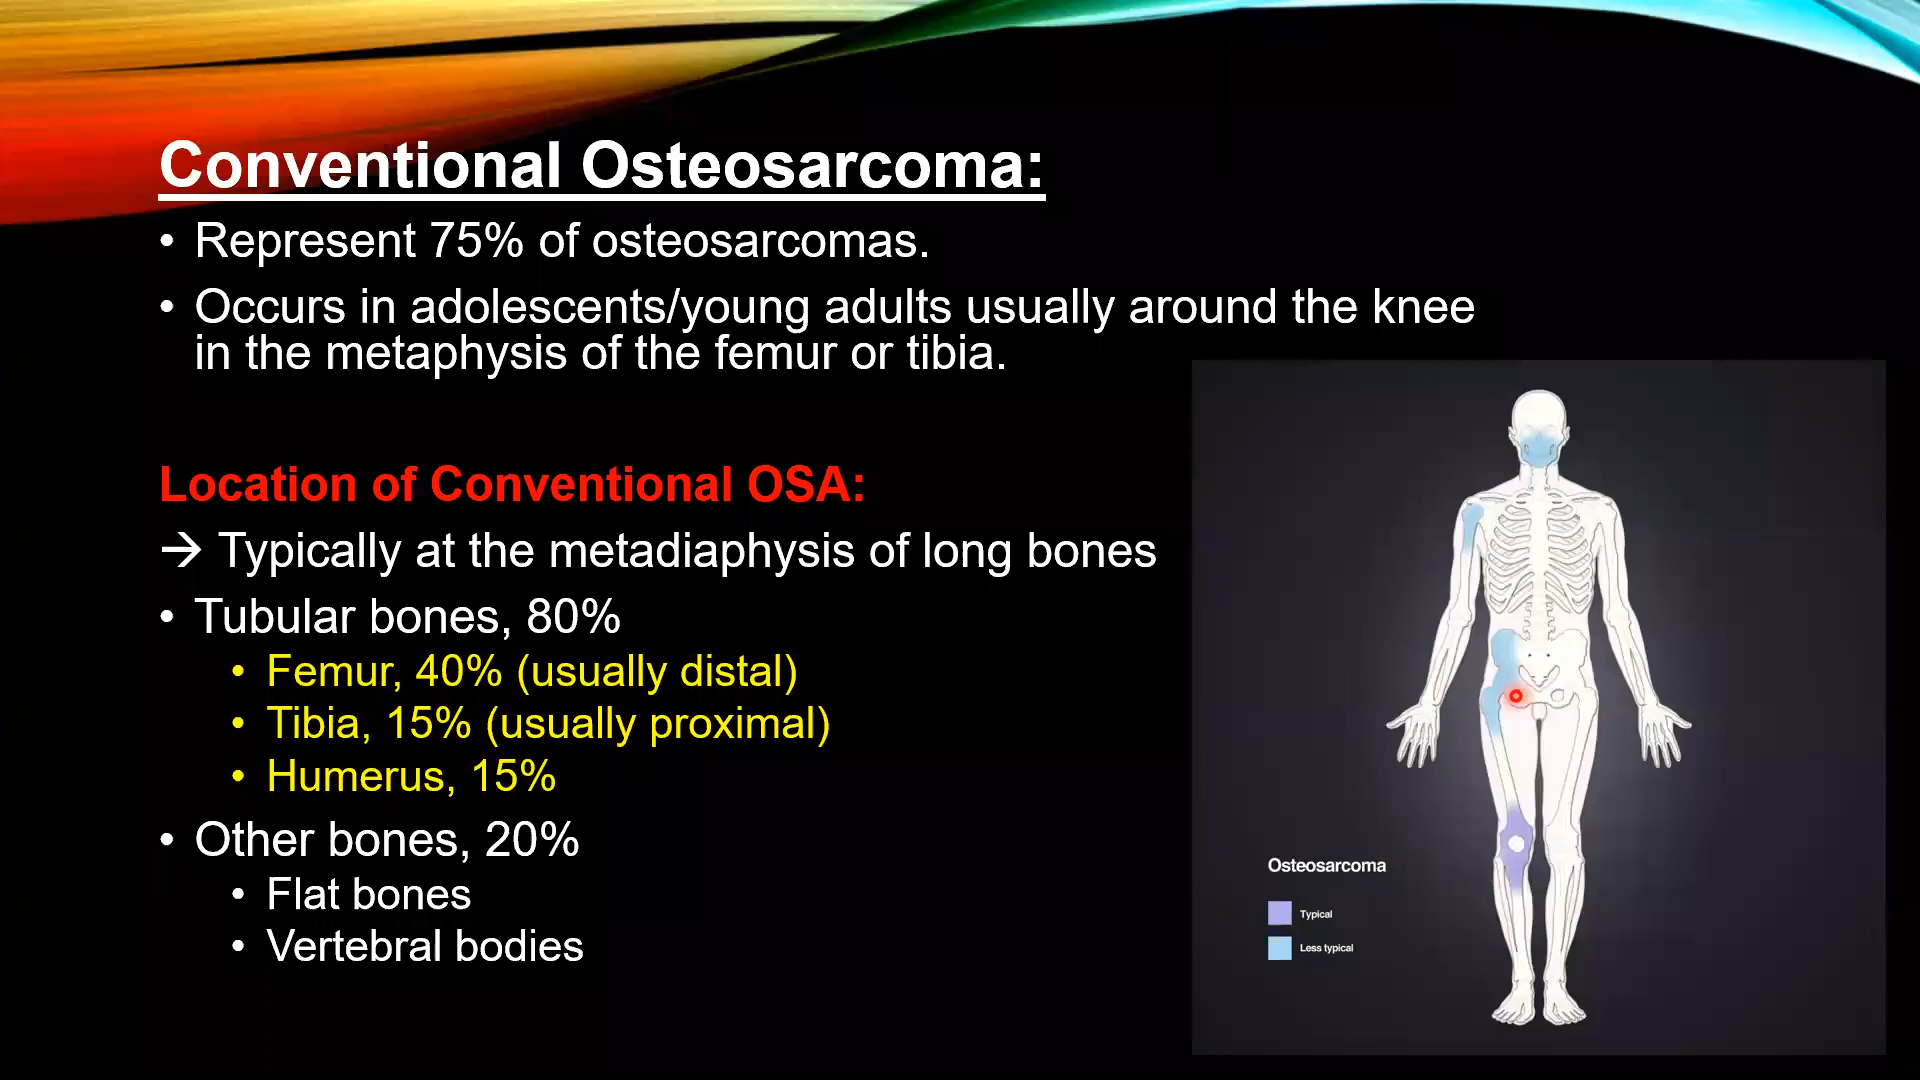 Conventional Osteosarcoma:
• Represent 75% of osteosarcomas.
• Occurs in adolescents/young adults usually around the knee
in the metaphysis of the femur or tibia.
Location of Conventional OSA:
→ Typically at the metadiaphysis of long bones
• Tubular bones, 80%
• Femur, 40% (usually distal)
• Tibia, 15% (usually proximal)
• Humerus, 15%
• Other bones, 20%
• Flat bones
• Vertebral bodies
Osteosarcoma
Typical
Less typical